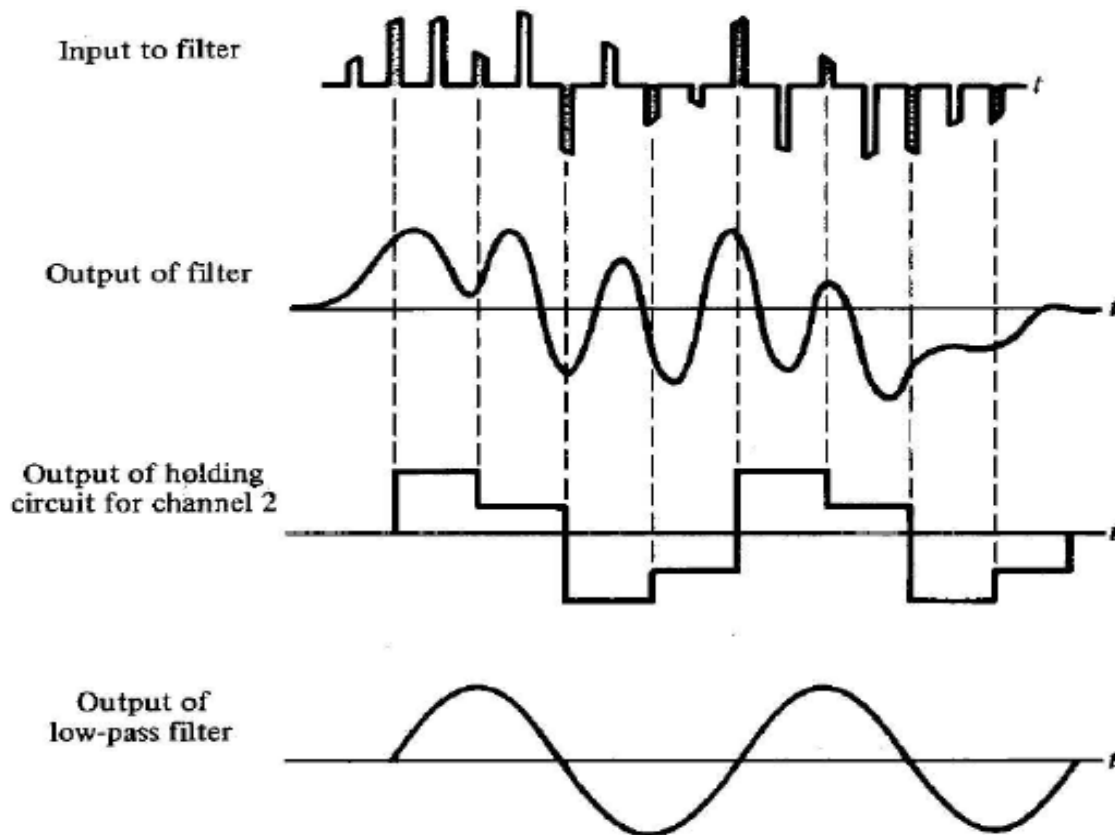 Input to filter
t
Output of filter
t
Output of holding
circuit for channel 2
t
Output of
low-pass filter
t